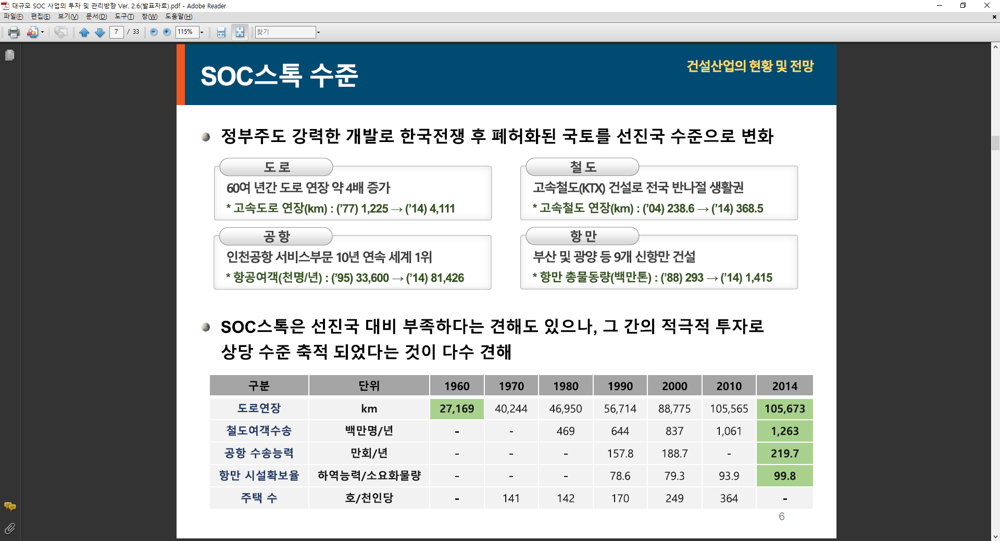 대규모 SOC 사업의 투자 및 관리방향 Ver. 2.6(발표자료).pdf - Adobe Reader
파일(F) 편집(E) 보기(V) 문서(D) 도구(T) 창(W) 도움말(H)
7 / 33 115% 찾기
SOC스톡 수준
건설산업의 현황 및 전망
정부주도 강력한 개발로 한국전쟁 후 폐허화된 국토를 선진국 수준으로 변화
도 로
60여 년간 도로 연장 약 4배 증가
* 고속도로 연장(km) : (’77) 1,225 → (’14) 4,111
철 도
고속철도(KTX) 건설로 전국 반나절 생활권
* 고속철도 연장(km) : (’04) 238.6 → (’14) 368.5
공 항
인천공항 서비스부문 10년 연속 세계 1위
* 항공여객(천명/년) : (’95) 33,600 → (’14) 81,426
항 만
부산 및 광양 등 9개 신항만 건설
* 항만 총물동량(백만톤) : (’88) 293 → (’14) 1,415
SOC스톡은 선진국 대비 부족하다는 견해도 있으나, 그 간의 적극적 투자로
상당 수준 축적 되었다는 것이 다수 견해
구분 단위 1960 1970 1980 1990 2000 2010 2014
도로연장 km 27,169 40,244 46,950 56,714 88,775 105,565 105,673
철도여객수송 백만명/년 - - 469 644 837 1,061 1,263
공항 수송능력 만회/년 - - - 157.8 188.7 - 219.7
항만 시설확보율 하역능력/소요화물량 - - - 78.6 79.3 93.9 99.8
주택 수 호/천인당 - 141 142 170 249 364 -
6